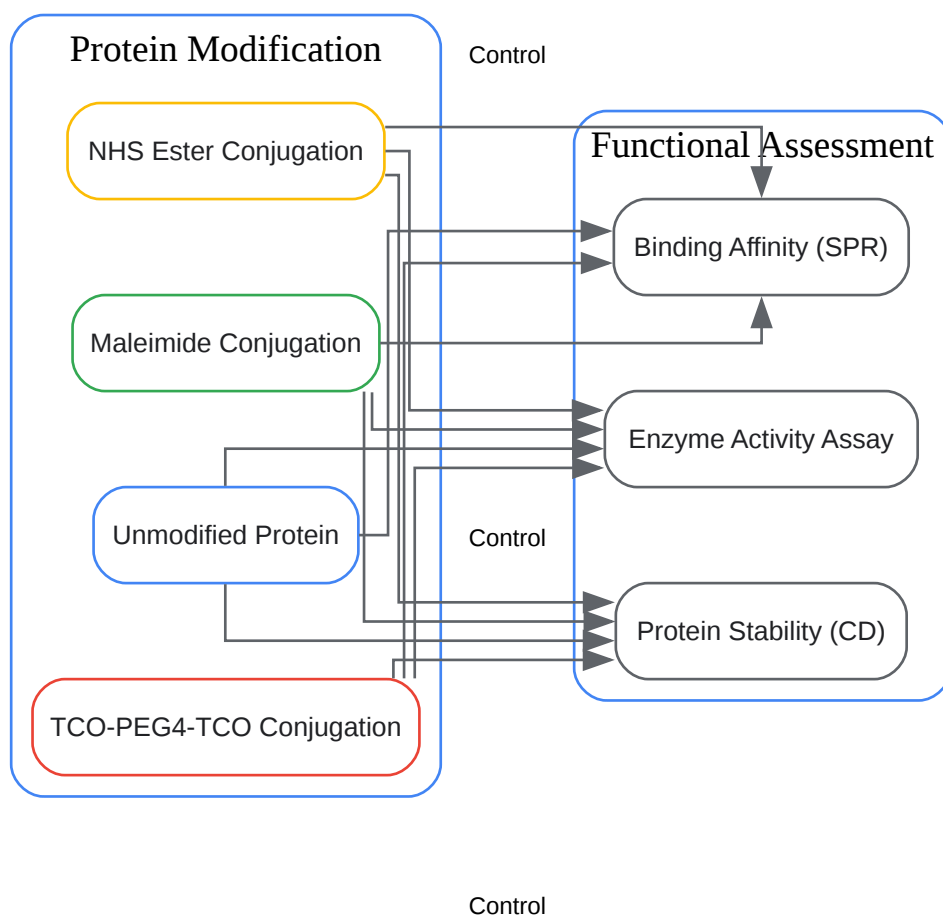 Protein Modification
Control
NHS Ester Conjugation
Functional Assessment
Binding Affinity (SPR)
Maleimide Conjugation
Enzyme Activity Assay
Unmodified Protein
Control
Protein Stability (CD)
TCO-PEG4-TCO Conjugation
Control